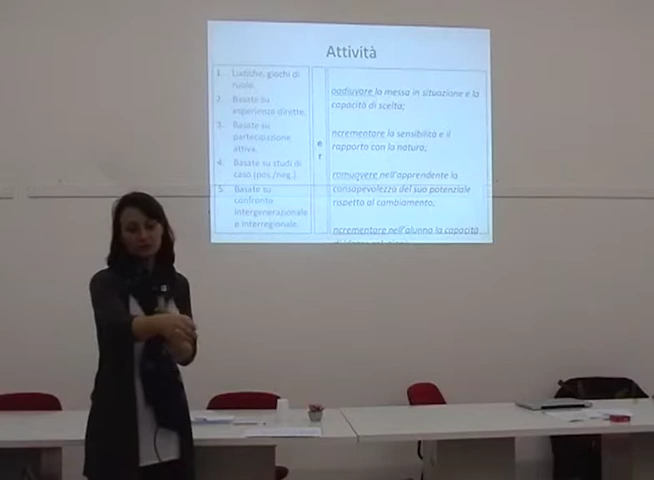 Attività
1. Ludiche, giochi di
ruolo.
2. Basate su
esperienza dirette.
3. Basate su
partecipazione
attiva.
4. Basate su studi di
caso (pos./neg.).
5. Basate su
confronto
intergenerazionale
e interregionale.
e
r
oadiuvare la messa in situazione e la
capacità di scelta;
ncrementare la sensibilità e il
rapporto con la natura;
romuovere nell'apprendente la
consapevolezza del suo potenziale
rispetto al cambiamento;
ncrementare nell'alunno la capacità